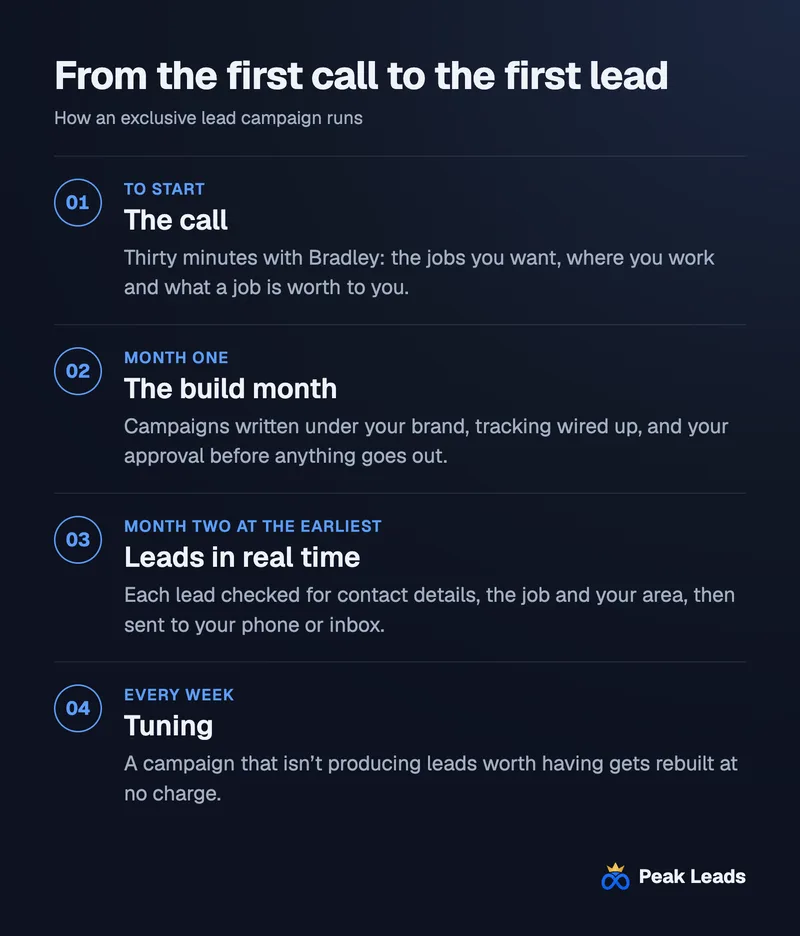 From the first call to the first lead
How an exclusive lead campaign runs
01
TO START
The call
Thirty minutes with Bradley: the jobs you want, where you work
and what a job is worth to you.
02
MONTH ONE
The build month
Campaigns written under your brand, tracking wired up, and your
approval before anything goes out.
03
MONTH TWO AT THE EARLIEST
Leads in real time
Each lead checked for contact details, the job and your area, then
sent to your phone or inbox.
04
EVERY WEEK
Tuning
A campaign that isn’t producing leads worth having gets rebuilt at
no charge.
Peak Leads